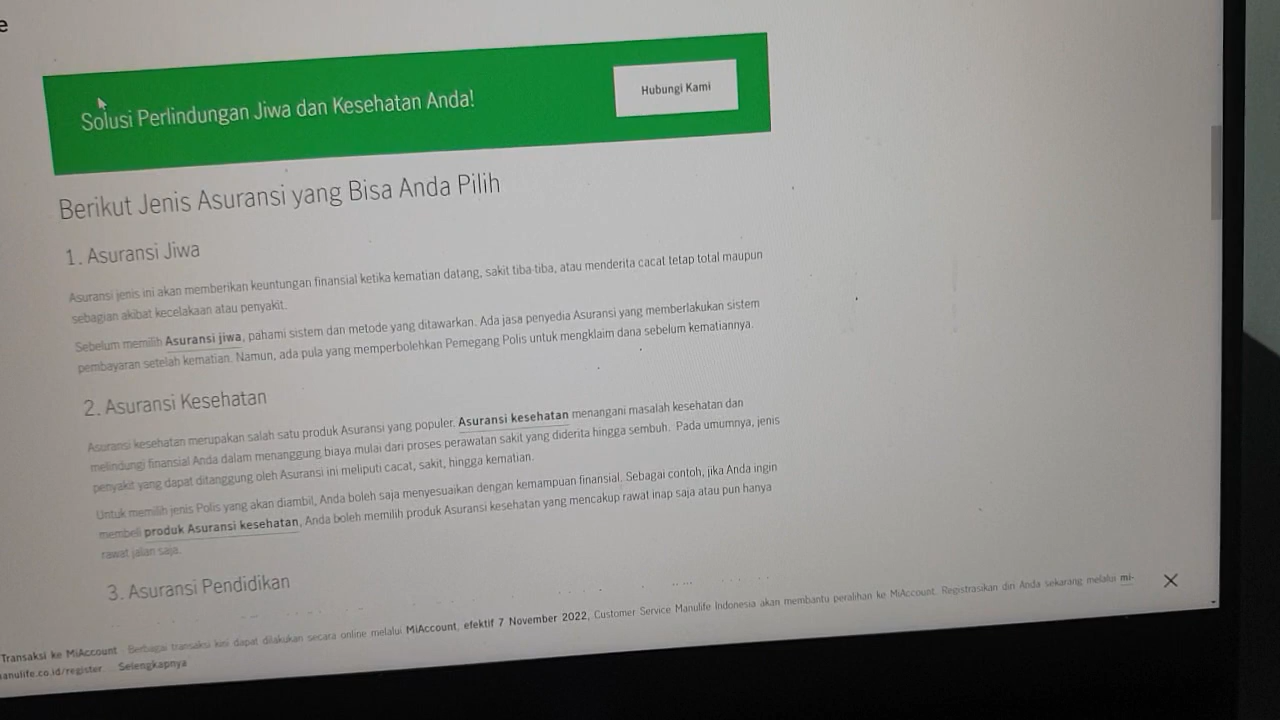 e
Solusi Perlindungan Jiwa dan Kesehatan Anda!
Hubungi Kami
Berikut Jenis Asuransi yang Bisa Anda Pilih
1. Asuransi Jiwa
Asuransi jenis ini akan memberikan keuntungan finansial ketika kematian datang, sakit tiba-tiba, atau menderita cacat tetap total maupun
sebagian akibat kecelakaan atau penyakit.
Sebelum memilih Asuransi jiwa, pahami sistem dan metode yang ditawarkan. Ada jasa penyedia Asuransi yang memberlakukan sistem
pembayaran setelah kematian. Namun, ada pula yang memperbolehkan Pemegang Polis untuk mengklaim dana sebelum kematiannya.
2. Asuransi Kesehatan
Asuransi kesehatan merupakan salah satu produk Asuransi yang populer. Asuransi kesehatan menangani masalah kesehatan dan
melindungi finansial Anda dalam menanggung biaya mulai dari proses perawatan sakit yang diderita hingga sembuh. Pada umumnya, jenis
penyakit yang dapat ditanggung oleh Asuransi ini meliputi cacat, sakit, hingga kematian.
Untuk memilih jenis Polis yang akan diambil, Anda boleh saja menyesuaikan dengan kemampuan finansial. Sebagai contoh, jika Anda ingin
membeli produk Asuransi kesehatan, Anda boleh memilih produk Asuransi kesehatan yang mencakup rawat inap saja atau pun hanya
rawat jalan saja.
3. Asuransi Pendidikan
Transaksi ke MiAccount - Berbagai transaksi kini dapat dilakukan secara online melalui MiAccount, efektif 7 November 2022, Customer Service Manulife Indonesia akan membantu peralihan ke MiAccount. Registrasikan diri Anda sekarang melalui mi-
anulife.co.id/register. Selengkapnya